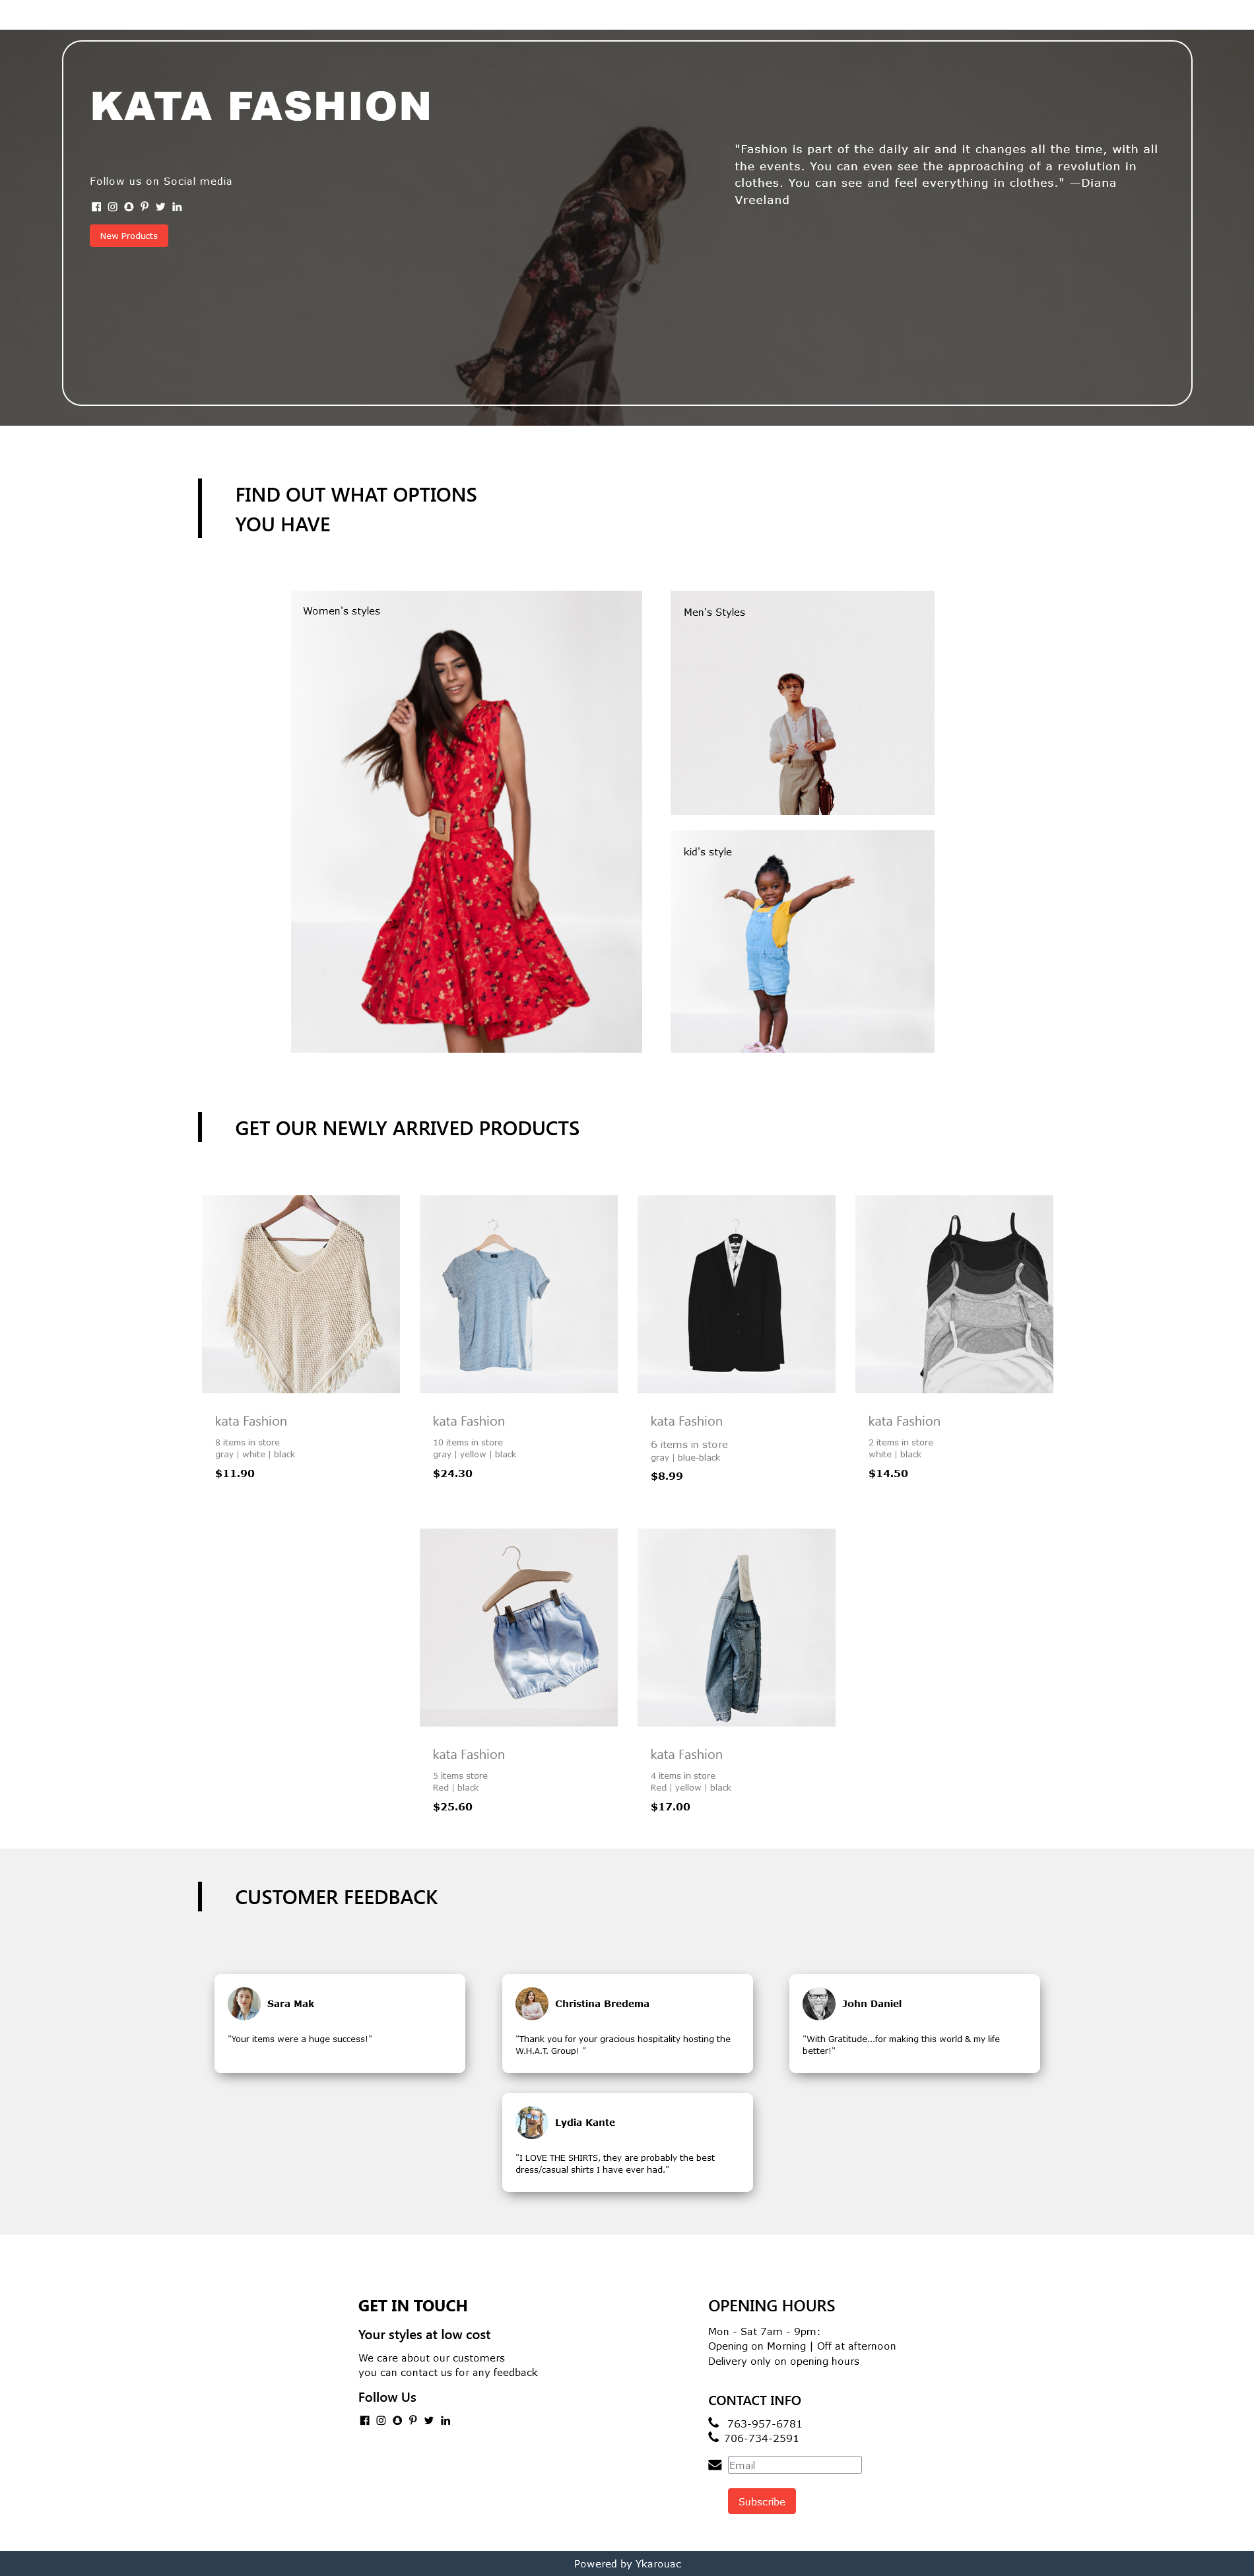 KATA FASHION
Follow us on Social media
New Products
"Fashion is part of the daily air and it changes all the time, with all
the events. You can even see the approaching of a revolution in
clothes. You can see and feel everything in clothes." —Diana
Vreeland
FIND OUT WHAT OPTIONS
YOU HAVE
Women's styles
Men's Styles
kid's style
GET OUR NEWLY ARRIVED PRODUCTS
kata Fashion
8 items in store
gray | white | black
$11.90
kata Fashion
10 items in store
gray | yellow | black
$24.30
kata Fashion
6 items in store
gray | blue-black
$8.99
kata Fashion
2 items in store
white | black
$14.50
kata Fashion
5 items store
Red | black
$25.60
kata Fashion
4 items in store
Red | yellow | black
$17.00
CUSTOMER FEEDBACK
Sara Mak
"Your items were a huge success!"
Christina Bredema
"Thank you for your gracious hospitality hosting the
W.H.A.T. Group! "
John Daniel
"With Gratitude...for making this world & my life
better!"
Lydia Kante
"I LOVE THE SHIRTS, they are probably the best
dress/casual shirts I have ever had."
GET IN TOUCH
Your styles at low cost
We care about our customers
you can contact us for any feedback
Follow Us
OPENING HOURS
Mon - Sat 7am - 9pm:
Opening on Morning | Off at afternoon
Delivery only on opening hours
CONTACT INFO
763-957-6781
706-734-2591
Email
Subscribe
Powered by Ykarouac